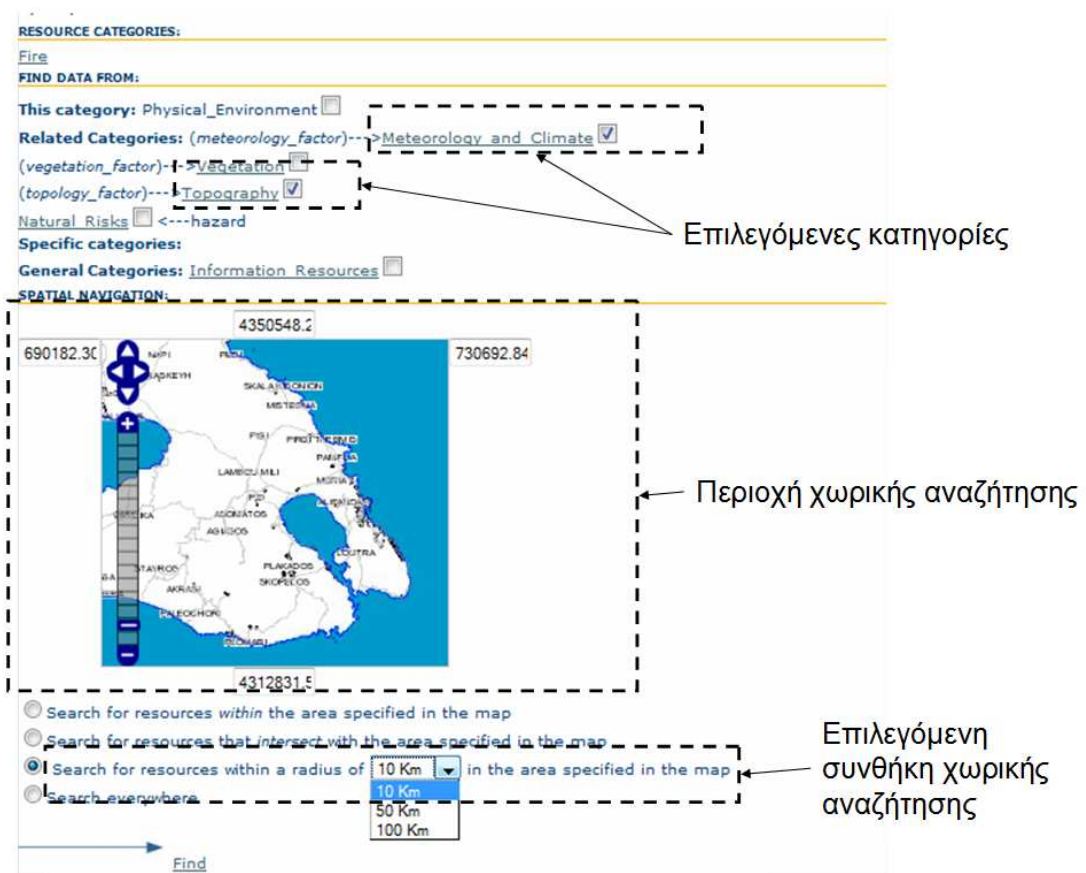 RESOURCE CATEGORIES:
Fire
FIND DATA FROM:
This category: Physical_Environment
Related Categories: (meteorology_factor)--->Meteorology_and_Climate
(vegetation_factor)--->Vegetation
(topology_factor)--->Topography
Natural_Risks <---hazard
Επιλεγόμενες κατηγορίες
Specific categories:
General Categories: Information_Resources
SPATIAL NAVIGATION:
4350548.2
690182.30
730692.84
MISTEGNA
PIGI
LAMBOU MILI
MORIA
ASOMATOS
LOUTRA
STAVROS
PLAKADOS
SKOPELOS
AKRASI
PALEOCHORI
Περιοχή χωρικής αναζήτησης
4312831.5
Search for resources within the area specified in the map
Search for resources that intersect with the area specified in the map
Search for resources within a radius of 10 Km in the area specified in the map
10 Km
Search everywhere
50 Km
100 Km
Επιλεγόμενη
συνθήκη χωρικής
αναζήτησης
Find